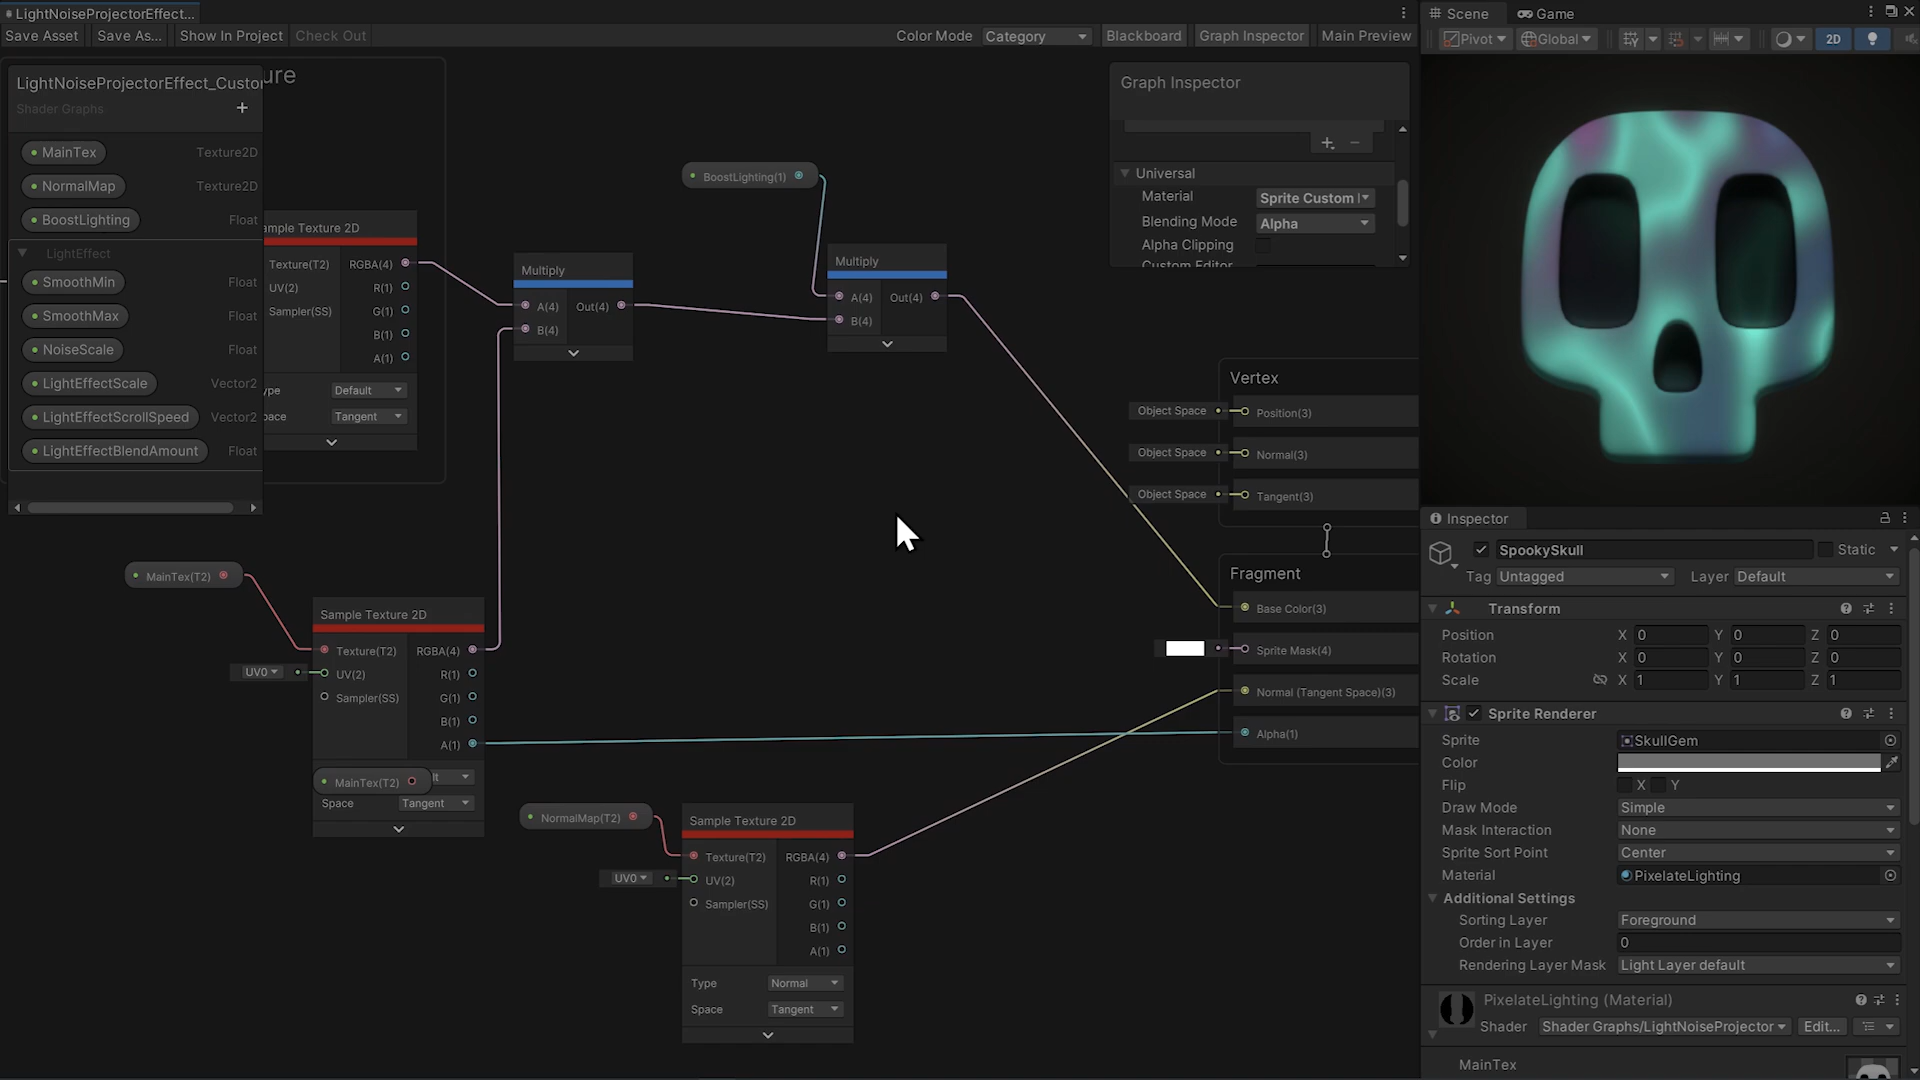 LightNoiseProjectorEffect...
Save Asset Save As... Show In Project Check Out Color Mode Category Blackboard Graph Inspector Main Preview
LightNoiseProjectorEffect_Custor
Shader Graphs
MainTex Texture2D
NormalMap Texture2D
BoostLighting Float
LightEffect
SmoothMin Float
SmoothMax Float
NoiseScale Float
LightEffectScale Vector2
LightEffectScrollSpeed Vector2
LightEffectBlendAmount Float
ure
ample Texture 2D
Texture(T2) RGBA(4)
UV(2) R(1)
Sampler(SS) G(1)
B(1)
A(1)
ype Default
pace Tangent
Multiply
A(4) Out(4)
B(4)
BoostLighting(1)
Multiply
A(4) Out(4)
B(4)
Graph Inspector
Universal
Material Sprite Custom
Blending Mode Alpha
Alpha Clipping
Custom Editor
Vertex
Object Space Position(3)
Object Space Normal(3)
Object Space Tangent(3)
Fragment
Base Color(3)
Sprite Mask(4)
Normal (Tangent Space)(3)
Alpha(1)
MainTex(T2)
Sample Texture 2D
Texture(T2) RGBA(4)
UV0 UV(2) R(1)
Sampler(SS) G(1)
B(1)
A(1)
MainTex(T2) lt
Space Tangent
NormalMap(T2)
Sample Texture 2D
Texture(T2) RGBA(4)
UV0 UV(2) R(1)
Sampler(SS) G(1)
B(1)
A(1)
Type Normal
Space Tangent
Scene Game
Pivot Global 2D
Inspector
SpookySkull Static
Tag Untagged Layer Default
Transform
Position X 0 Y 0 Z 0
Rotation X 0 Y 0 Z 0
Scale X 1 Y 1 Z 1
Sprite Renderer
Sprite SkullGem
Color
Flip X Y
Draw Mode Simple
Mask Interaction None
Sprite Sort Point Center
Material PixelateLighting
Additional Settings
Sorting Layer Foreground
Order in Layer 0
Rendering Layer Mask Light Layer default
PixelateLighting (Material)
Shader Shader Graphs/LightNoiseProjector Edit...
MainTex